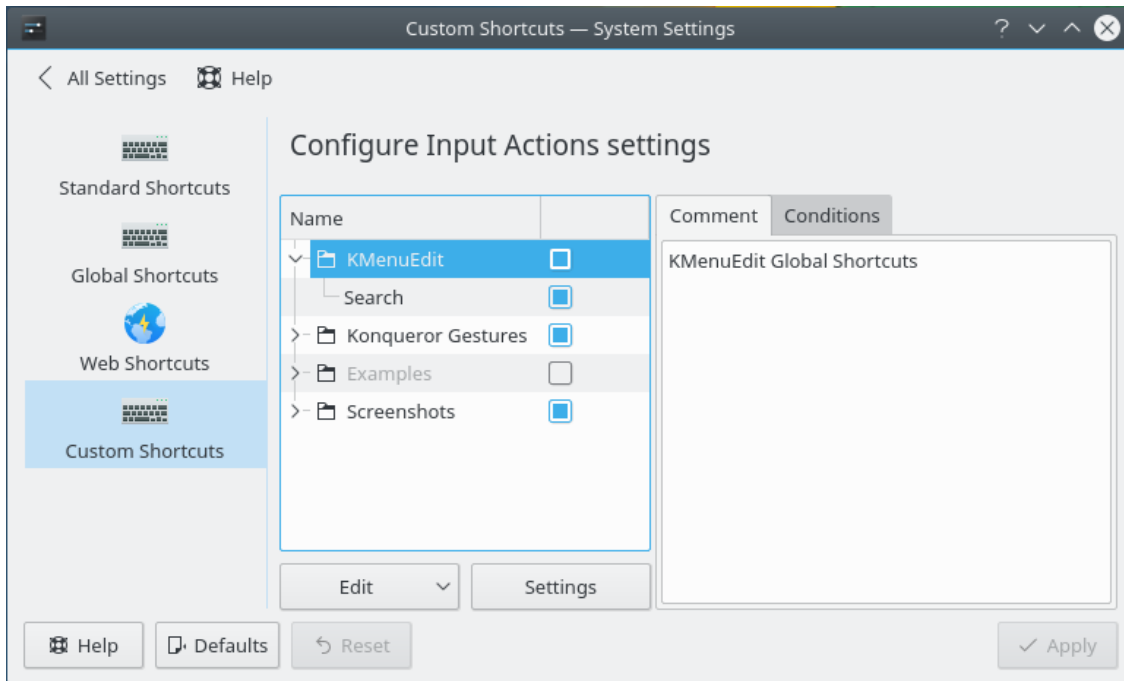 Custom Shortcuts — System Settings
All Settings
Help
Standard Shortcuts
Global Shortcuts
Web Shortcuts
Custom Shortcuts
Configure Input Actions settings
Name
KMenuEdit
Search
Konqueror Gestures
Examples
Screenshots
Edit
Settings
Comment
Conditions
KMenuEdit Global Shortcuts
Help
Defaults
Reset
Apply